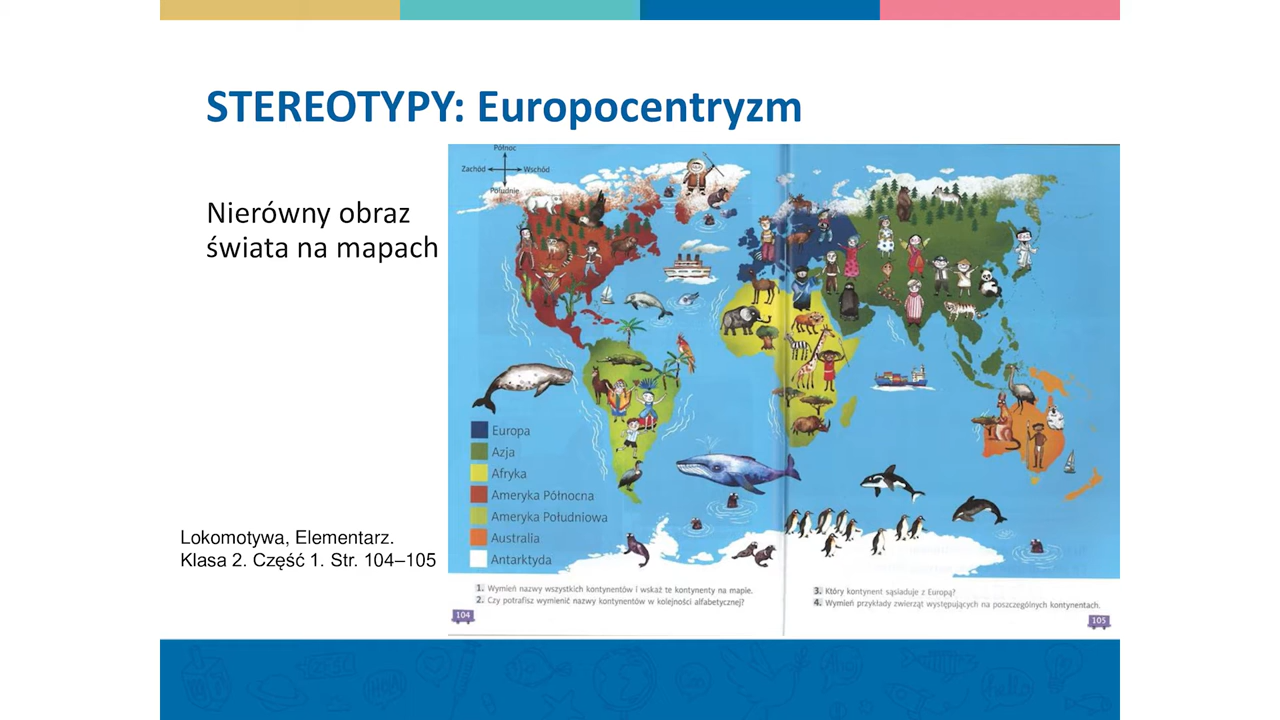 STEREOTYPY: Europocentryzm
Nierówny obraz
świata na mapach
Północ
Zachód
Wschód
Południe
Europa
Azja
Afryka
Ameryka Północna
Ameryka Południowa
Australia
Antarktyda
Lokomotywa, Elementarz.
Klasa 2. Część 1. Str. 104–105
1. Wymień nazwy wszystkich kontynentów i wskaż te kontynenty na mapie.
2. Czy potrafisz wymienić nazwy kontynentów w kolejności alfabetycznej?
3. Który kontynent sąsiaduje z Europą?
4. Wymień przykłady zwierząt występujących na poszczególnych kontynentach.
104
105